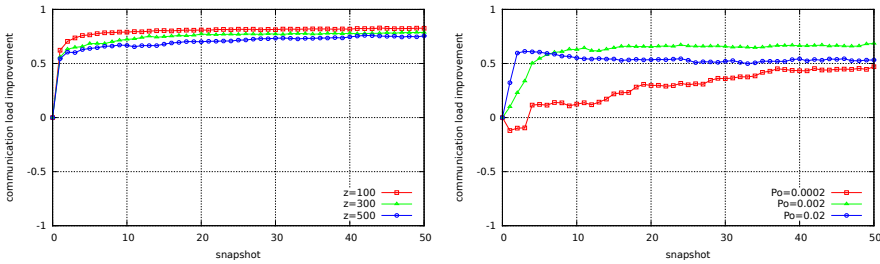 communication load improvement
1
0.5
0
-0.5
-1
0
10
20
30
40
50
snapshot
z=100
z=300
z=500
communication load improvement
1
0.5
0
-0.5
-1
0
10
20
30
40
50
snapshot
Po=0.0002
Po=0.002
Po=0.02